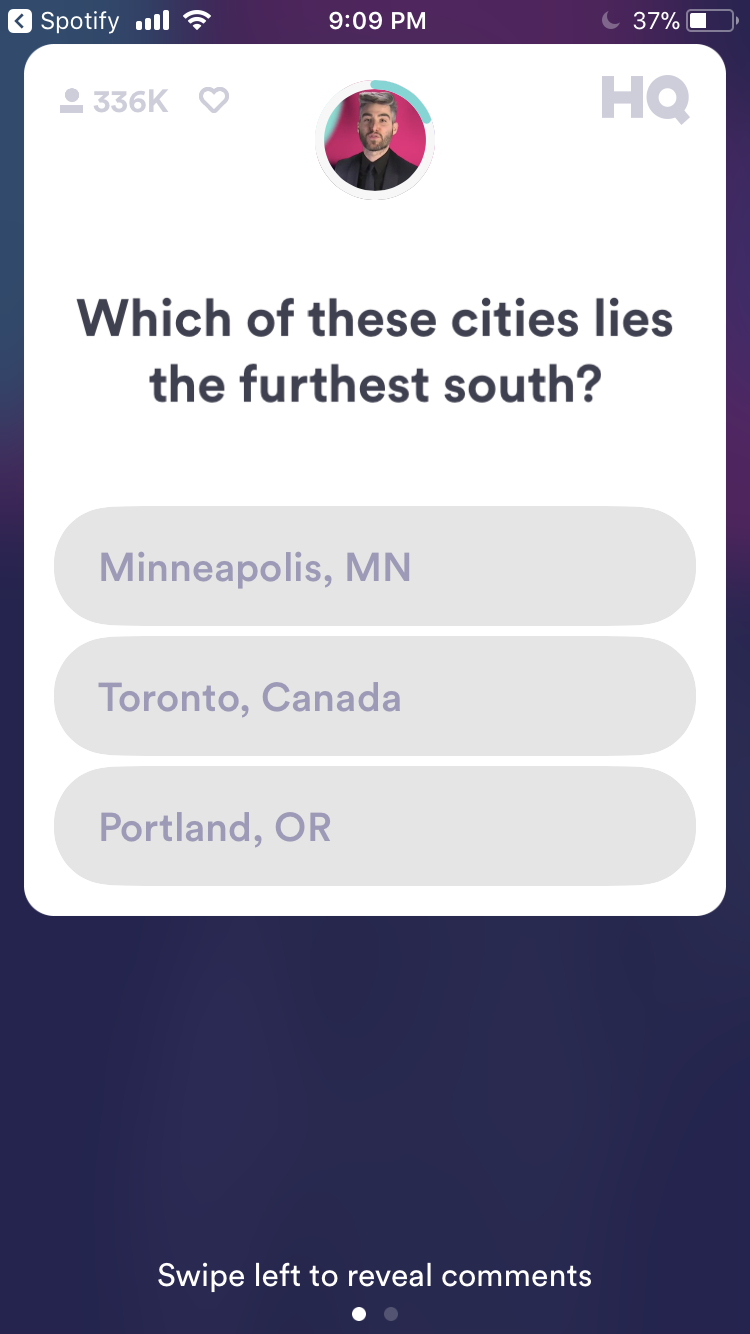 Spotify 9:09 PM 37%
336K HQ
Which of these cities lies
the furthest south?
Minneapolis, MN
Toronto, Canada
Portland, OR
Swipe left to reveal comments